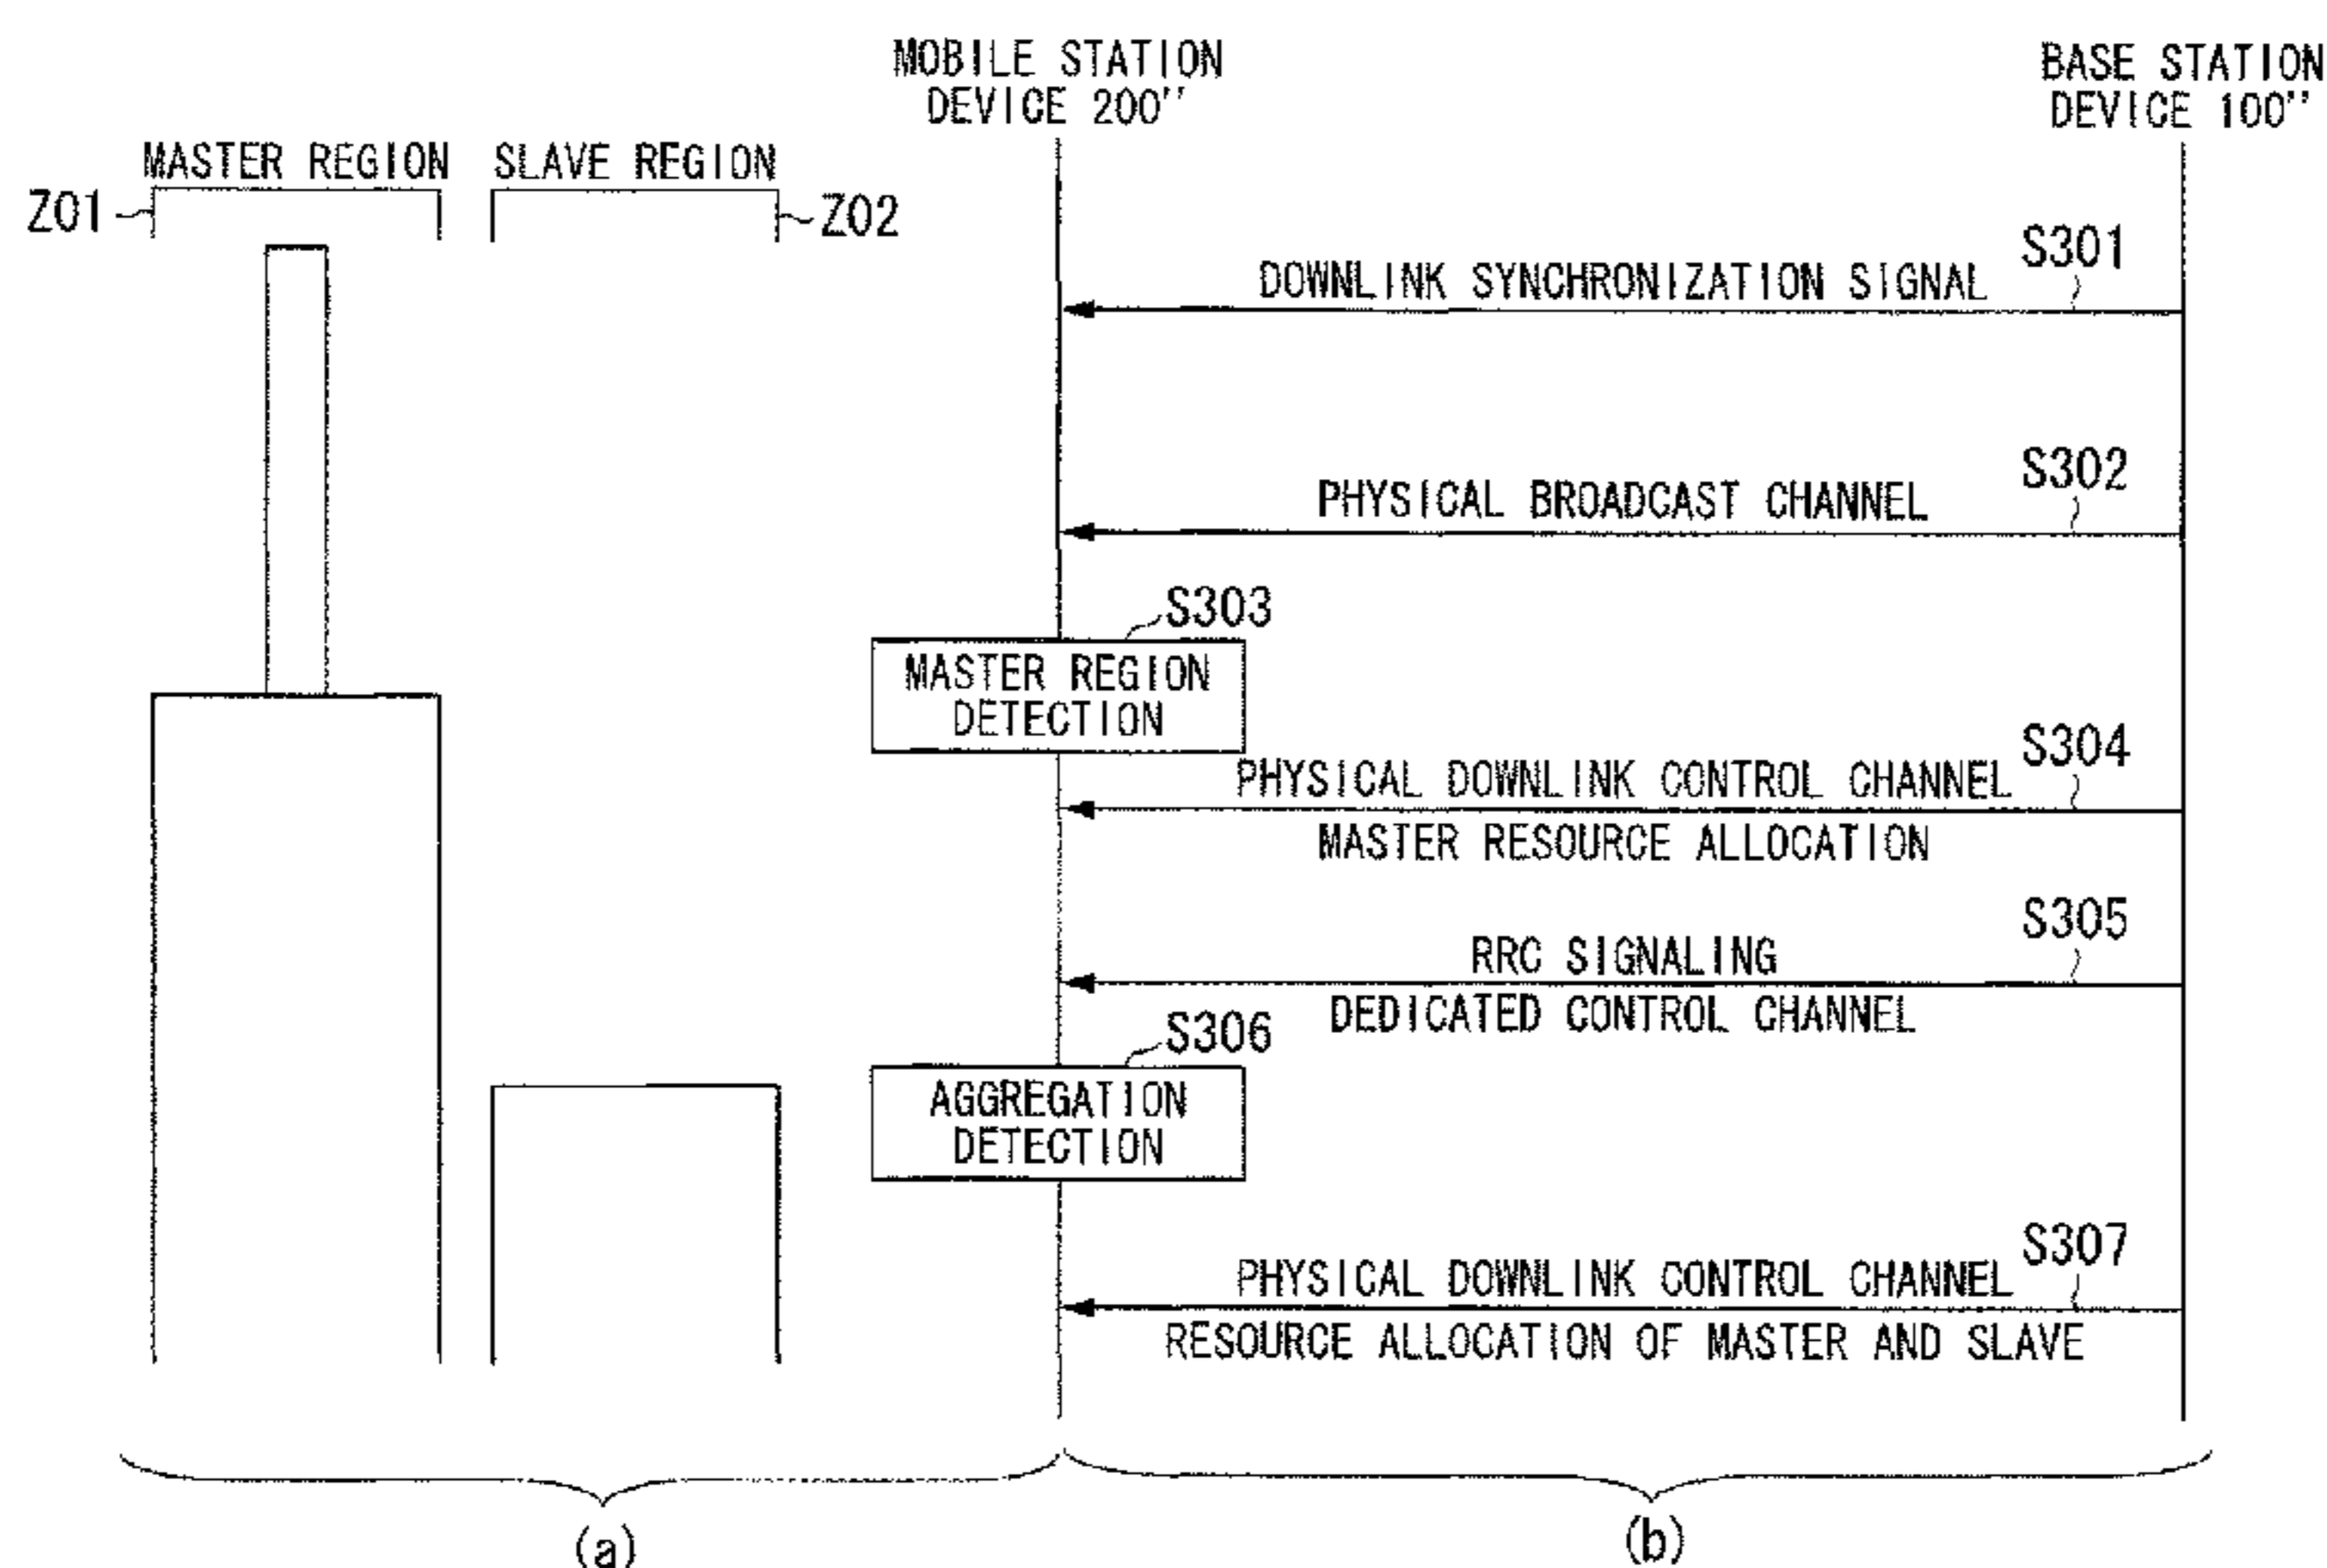 MOBILE STATION
DEVICE 200''
BASE STATION
DEVICE 100''
MASTER REGION
SLAVE REGION
Z01
Z02
S301
DOWNLINK SYNCHRONIZATION SIGNAL
S302
PHYSICAL BROADCAST CHANNEL
S303
MASTER REGION
DETECTION
S304
PHYSICAL DOWNLINK CONTROL CHANNEL
MASTER RESOURCE ALLOCATION
S305
RRC SIGNALING
DEDICATED CONTROL CHANNEL
S306
AGGREGATION
DETECTION
S307
PHYSICAL DOWNLINK CONTROL CHANNEL
RESOURCE ALLOCATION OF MASTER AND SLAVE
(a)
(b)